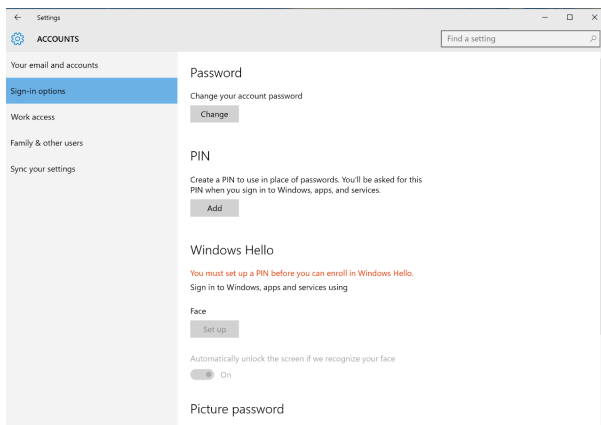 Settings
ACCOUNTS
Find a setting
Your email and accounts
Sign-in options
Work access
Family & other users
Sync your settings
Password
Change your account password
Change
PIN
Create a PIN to use in place of passwords. You'll be asked for this
PIN when you sign in to Windows, apps, and services.
Add
Windows Hello
You must set up a PIN before you can enroll in Windows Hello.
Sign in to Windows, apps and services using
Face
Set up
Automatically unlock the screen if we recognize your face
On
Picture password